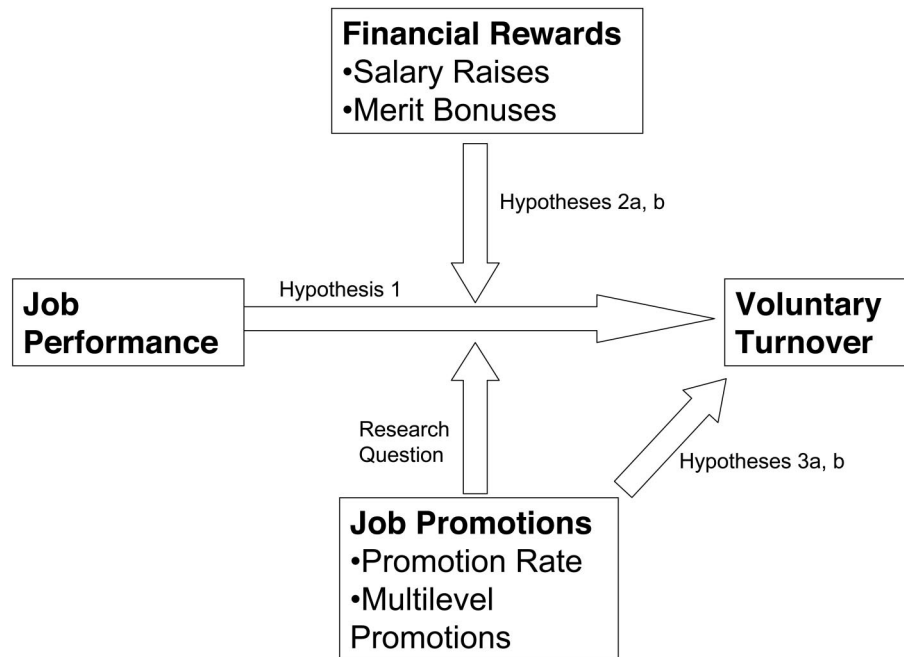 Financial Rewards
•Salary Raises
•Merit Bonuses
Hypotheses 2a, b
Hypothesis 1
Job
Performance
Voluntary
Turnover
Research
Question
Hypotheses 3a, b
Job Promotions
•Promotion Rate
•Multilevel
Promotions